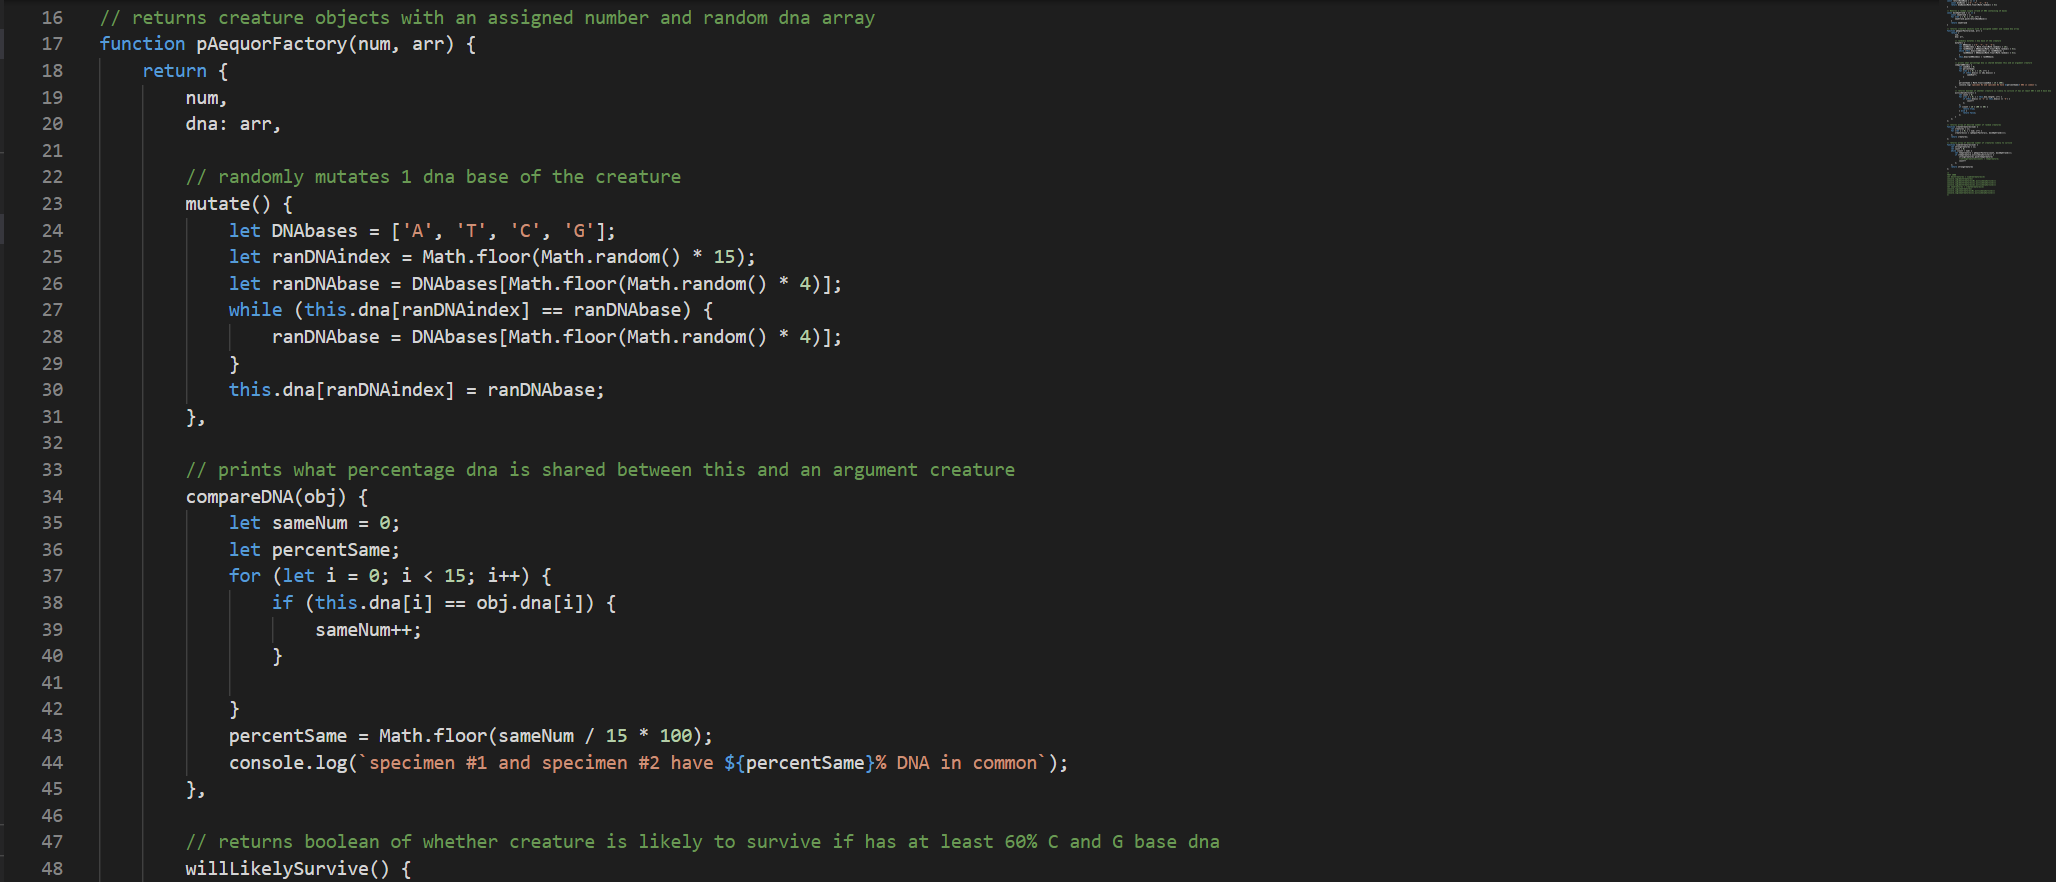 16 // returns creature objects with an assigned number and random dna array
17 function pAequorFactory(num, arr) {
18     return {
19         num,
20         dna: arr,
21
22         // randomly mutates 1 dna base of the creature
23         mutate() {
24             let DNAbases = ['A', 'T', 'C', 'G'];
25             let ranDNAindex = Math.floor(Math.random() * 15);
26             let ranDNAbase = DNAbases[Math.floor(Math.random() * 4)];
27             while (this.dna[ranDNAindex] == ranDNAbase) {
28                 ranDNAbase = DNAbases[Math.floor(Math.random() * 4)];
29             }
30             this.dna[ranDNAindex] = ranDNAbase;
31         },
32
33         // prints what percentage dna is shared between this and an argument creature
34         compareDNA(obj) {
35             let sameNum = 0;
36             let percentSame;
37             for (let i = 0; i < 15; i++) {
38                 if (this.dna[i] == obj.dna[i]) {
39                     sameNum++;
40                 }
41
42             }
43             percentSame = Math.floor(sameNum / 15 * 100);
44             console.log(`specimen #1 and specimen #2 have ${percentSame}% DNA in common`);
45         },
46
47         // returns boolean of whether creature is likely to survive if has at least 60% C and G base dna
48         willLikelySurvive() {